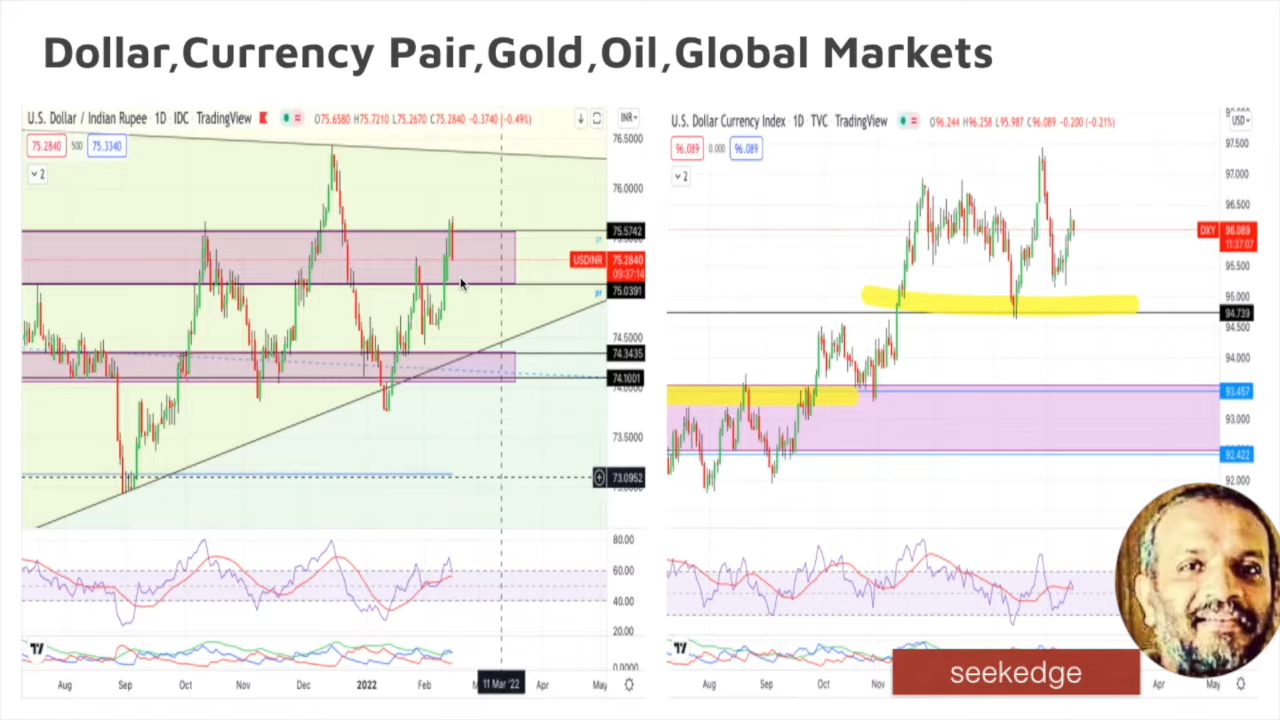 Dollar,Currency Pair,Gold,Oil,Global Markets
U.S. Dollar / Indian Rupee · 1D · IDC · TradingView
O75.6580 H75.7210 L75.2670 C75.2840 -0.3740 (-0.49%)
INR
75.2840 500 75.3340
2
76.5000
76.0000
75.5742
USDINR 75.2840
09:37:14
75.0391
74.5000
74.3435
74.1001
73.5000
73.0952
80.00
60.00
40.00
20.00
0.0000
Aug Sep Oct Nov Dec 2022 Feb 11 Mar '22 Apr May
U.S. Dollar Currency Index · 1D · TVC TradingView
O96.244 H96.258 L95.987 C96.089 -0.200 (-0.21%)
USD
96.089 0.000 96.089
2
97.500
97.000
96.500
DXY 96.089
11:37:07
95.500
95.000
94.739
94.500
94.000
93.457
93.000
92.422
92.000
Aug Sep Oct Nov Apr May
seekedge